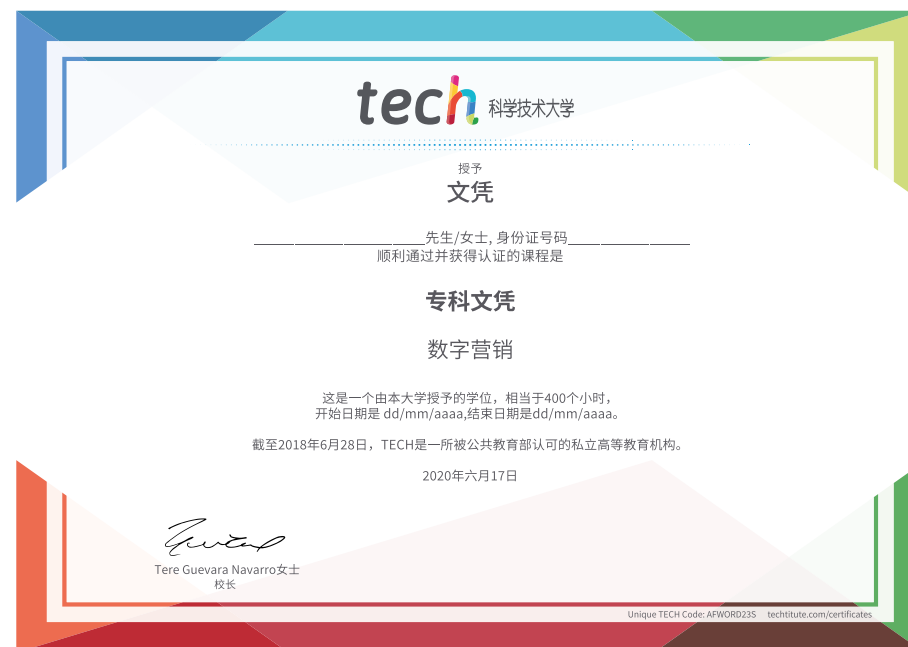 tech 科学技术大学
授予
文凭
____________________先生/女士, 身份证号码______________
顺利通过并获得认证的课程是
专科文凭
数字营销
这是一个由本大学授予的学位，相当于400个小时，
开始日期是 dd/mm/aaaa,结束日期是dd/mm/aaaa。
截至2018年6月28日，TECH是一所被公共教育部认可的私立高等教育机构。
2020年六月17日
Tere Guevara Navarro女士
校长
Unique TECH Code: AFWORD23S techtitute.com/certificates